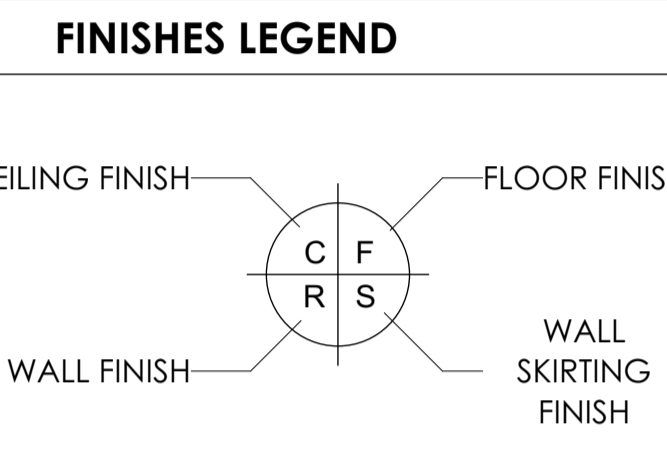 FINISHES LEGEND
EILING FINISH
FLOOR FINIS
C F
R S
WALL FINISH
WALL
SKIRTING
FINISH